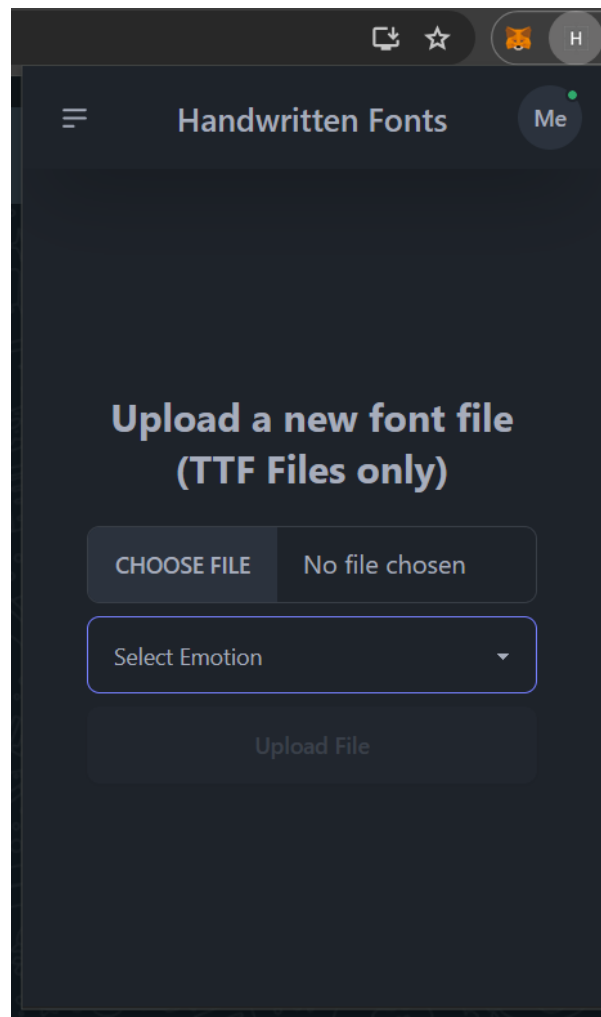 H
Handwritten Fonts
Me
Upload a new font file
(TTF Files only)
CHOOSE FILE No file chosen
Select Emotion
Upload File